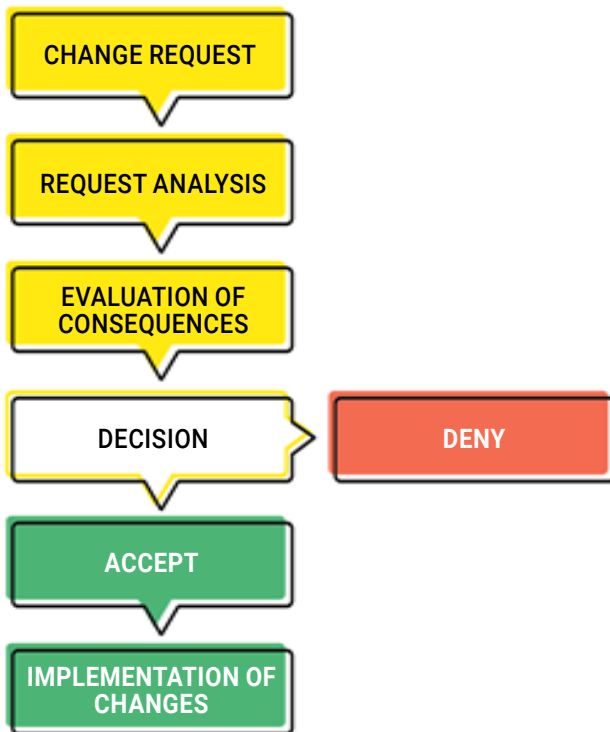 CHANGE REQUEST
REQUEST ANALYSIS
EVALUATION OF
CONSEQUENCES
DECISION
DENY
ACCEPT
IMPLEMENTATION OF
CHANGES